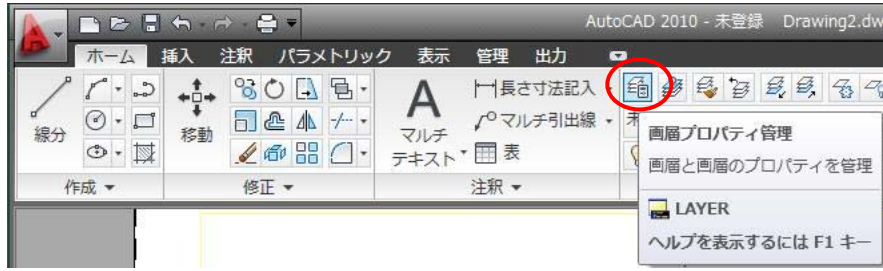 AutoCAD 2010 - 未登録 Drawing2.dw
ホーム 挿入 注釈 パラメトリック 表示 管理 出力
線分
移動
A
マルチ
テキスト
長さ寸法記入
マルチ引出線
表
未
作成
修正
注釈
画層プロパティ管理
画層と画層のプロパティを管理
LAYER
ヘルプを表示するには F1 キー